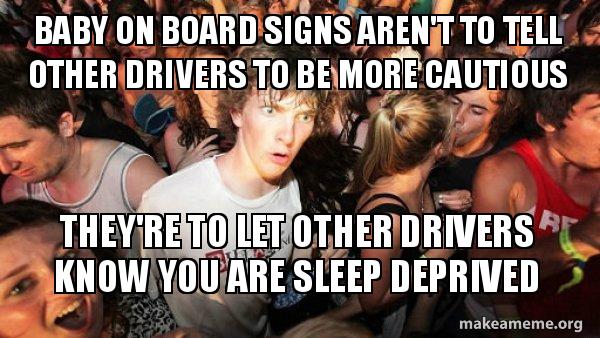 BABY ON BOARD SIGNS AREN'T TO TELL
OTHER DRIVERS TO BE MORE CAUTIOUS
THEY'RE TO LET OTHER DRIVERS
KNOW YOU ARE SLEEP DEPRIVED
makeameme.org